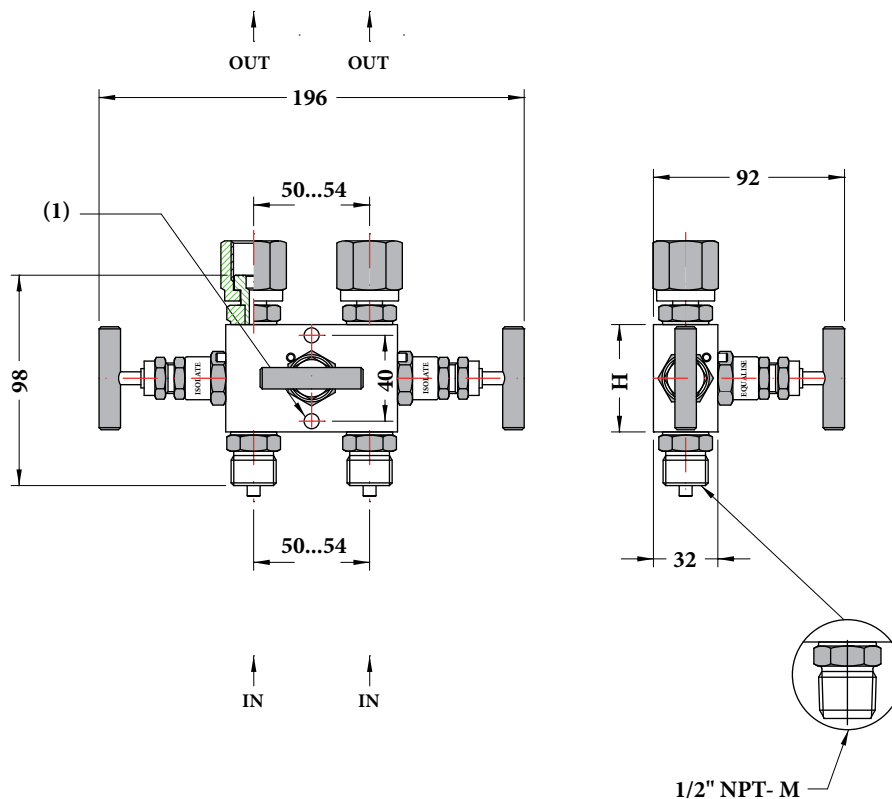 OUT OUT
196
92
50...54
(1)
98
ISOLATE
40
ISOLATE
H
EQUALISE
50...54
32
IN IN
1/2" NPT- M